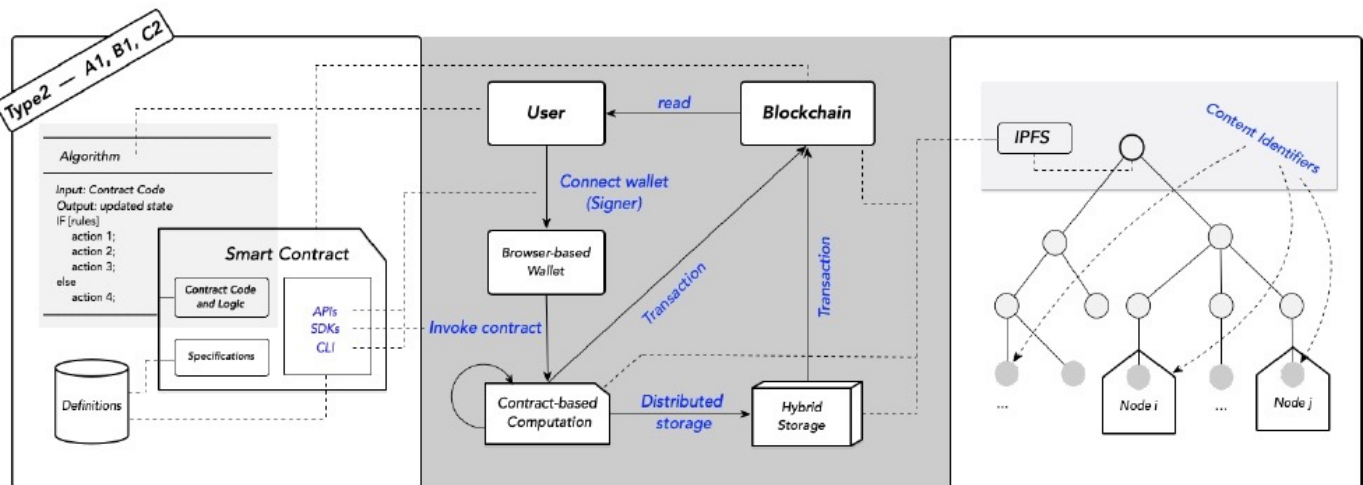 Type2 — A1, B1, C2
Algorithm
Input: Contract Code
Output: updated state
IF [rules]
action 1;
action 2;
action 3;
else
action 4;
Smart Contract
Contract Code
and Logic
Specifications
APIs
SDKs
CLI
Definitions
User
read
Blockchain
Connect wallet
(Signer)
Browser-based
Wallet
Invoke contract
Transaction
Transaction
Contract-based
Computation
Distributed
storage
Hybrid
Storage
IPFS
Content Identifiers
...
Node i
...
Node j